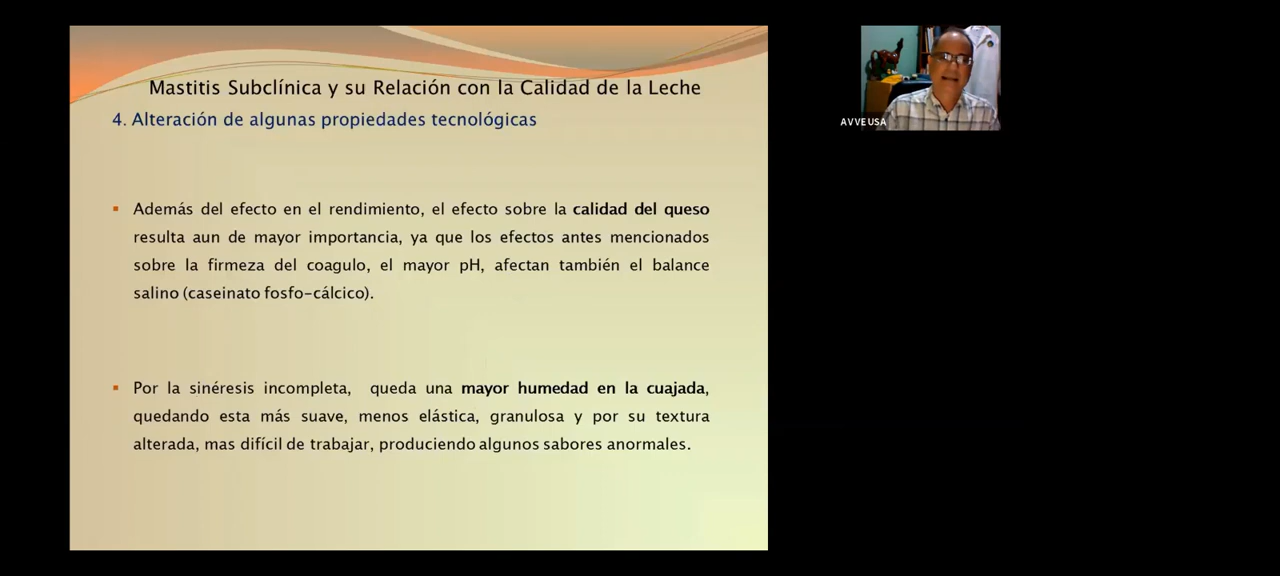 Mastitis Subclínica y su Relación con la Calidad de la Leche
4. Alteración de algunas propiedades tecnológicas
▪ Además del efecto en el rendimiento, el efecto sobre la calidad del queso
resulta aun de mayor importancia, ya que los efectos antes mencionados
sobre la firmeza del coagulo, el mayor pH, afectan también el balance
salino (caseinato fosfo-cálcico).
▪ Por la sinéresis incompleta, queda una mayor humedad en la cuajada,
quedando esta más suave, menos elástica, granulosa y por su textura
alterada, mas difícil de trabajar, produciendo algunos sabores anormales.
AVVEUSA